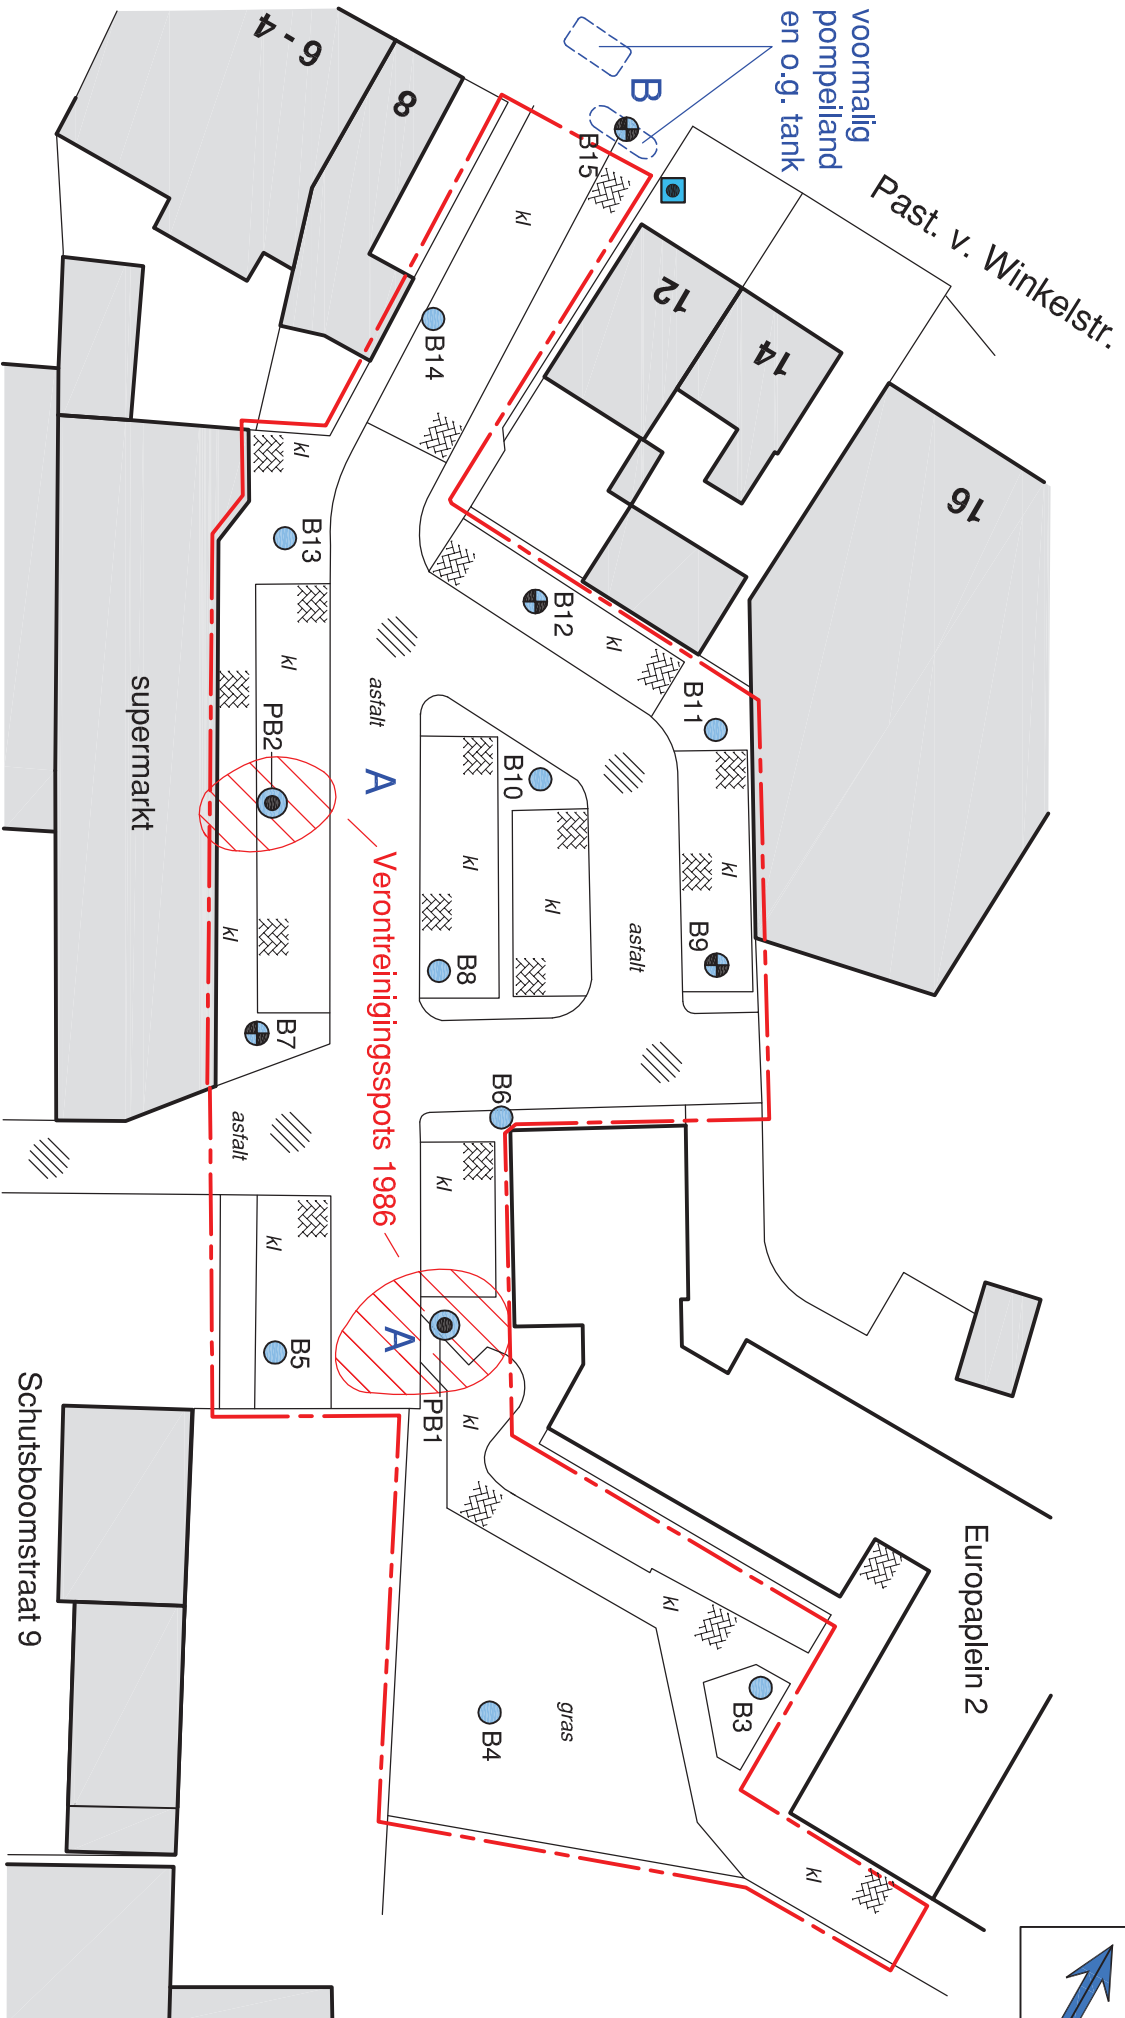 voormalig
pompeiland
en o.g. tank
B
Past. v. Winkelstr.
6 - 4
8
B15
kl
12
14
16
B14
kl
B13
B12
kl
B11
kl
asfalt
PB2
A
B10
supermarkt
kl
kl
kl
kl
asfalt
B9
B8
Verontreinigingsspots 1986
B7
B6
asfalt
kl
kl
B5
A
PB1
kl
Schutsboomstraat 9
Europaplein 2
kl
B3
gras
B4
kl